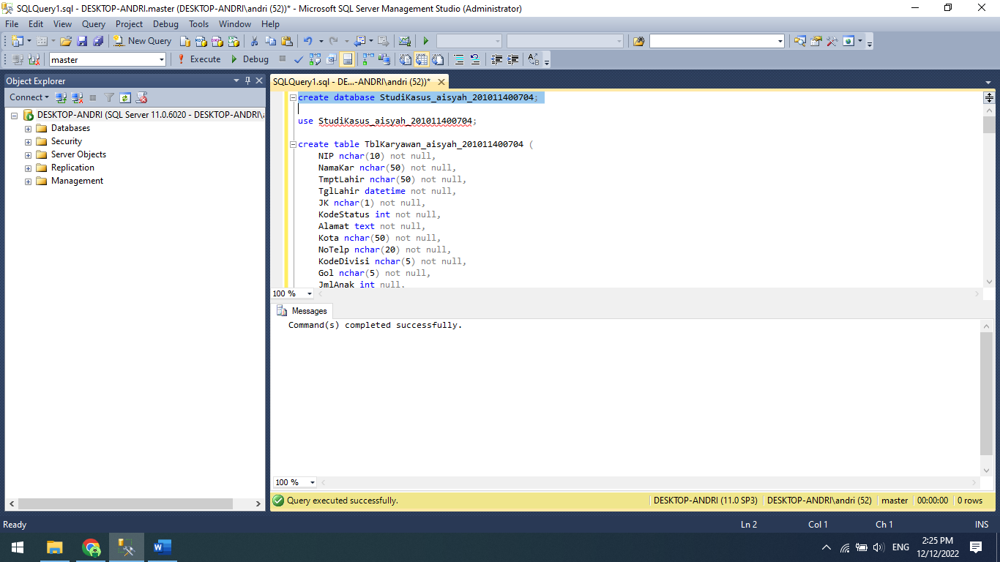 SQLQuery1.sql - DESKTOP-ANDRI.master (DESKTOP-ANDRI\andri (52))* - Microsoft SQL Server Management Studio (Administrator)
File Edit View Query Project Debug Tools Window Help
New Query
master Execute Debug
Object Explorer
Connect
DESKTOP-ANDRI (SQL Server 11.0.6020 - DESKTOP-ANDRI\
Databases
Security
Server Objects
Replication
Management
SQLQuery1.sql - DE...-ANDRI\andri (52))*
create database StudiKasus_aisyah_201011400704;
use StudiKasus_aisyah_201011400704;
create table TblKaryawan_aisyah_201011400704 (
NIP nchar(10) not null,
NamaKar nchar(50) not null,
TmptLahir nchar(50) not null,
TglLahir datetime not null,
JK nchar(1) not null,
KodeStatus int not null,
Alamat text not null,
Kota nchar(50) not null,
NoTelp nchar(20) not null,
KodeDivisi nchar(5) not null,
Gol nchar(5) not null,
JmlAnak int null,
100 %
Messages
Command(s) completed successfully.
100 %
Query executed successfully. DESKTOP-ANDRI (11.0 SP3) DESKTOP-ANDRI\andri (52) master 00:00:00 0 rows
Ready Ln 2 Col 1 Ch 1 INS
ENG 2:25 PM
12/12/2022